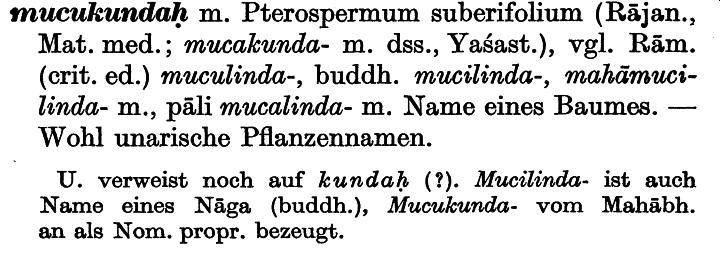 mucukundaḥ m. Pterospermum suberifolium (Rājan.,
Mat. med.; mucakunda- m. dss., Yaśast.), vgl. Rām.
(crit. ed.) muculinda-, buddh. mucilinda-, mahāmuci-
linda- m., pāli mucalinda- m. Name eines Baumes. —
Wohl unarische Pflanzennamen.
U. verweist noch auf kundaḥ (?). Mucilinda- ist auch
Name eines Nāga (buddh.), Mucukunda- vom Mahābh.
an als Nom. propr. bezeugt.